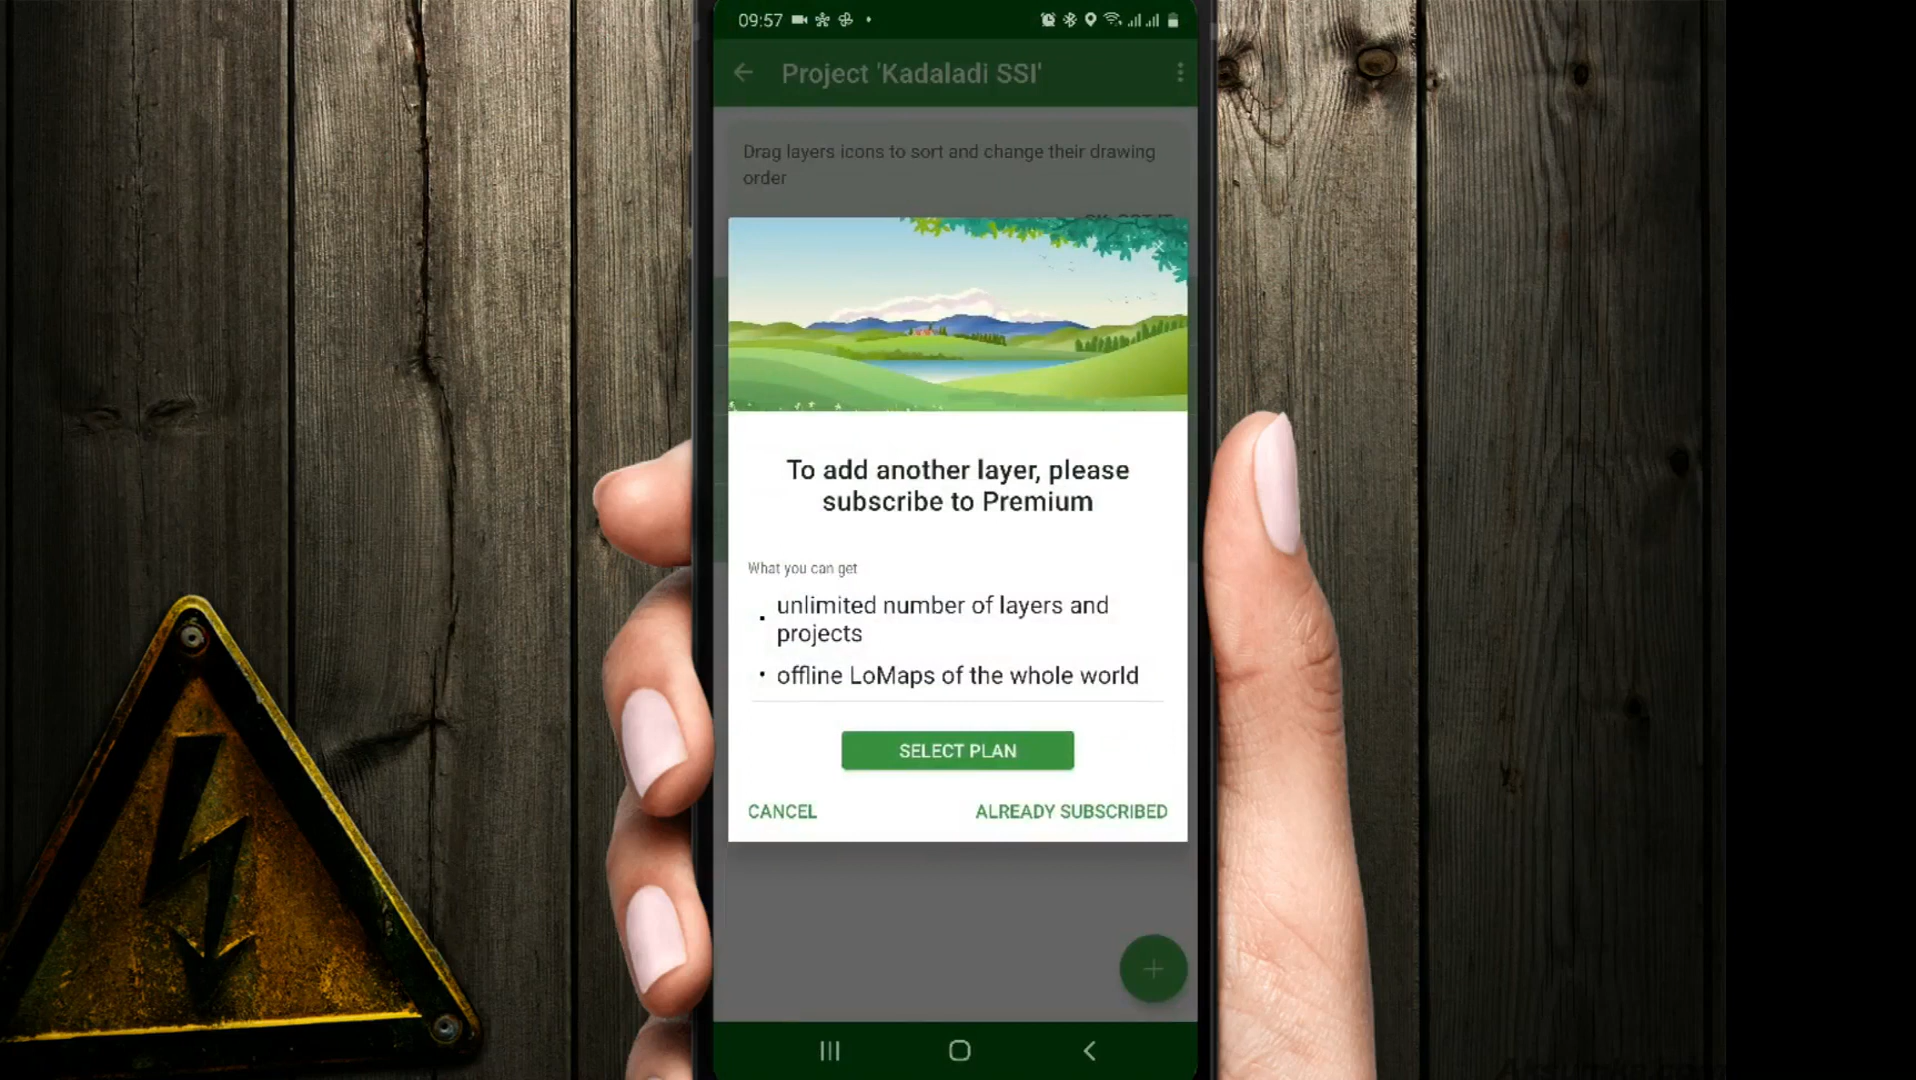 09:57
Project 'Kadaladi SSI'
Drag layers icons to sort and change their drawing
order
To add another layer, please
subscribe to Premium
What you can get
• unlimited number of layers and
projects
• offline LoMaps of the whole world
SELECT PLAN
CANCEL
ALREADY SUBSCRIBED